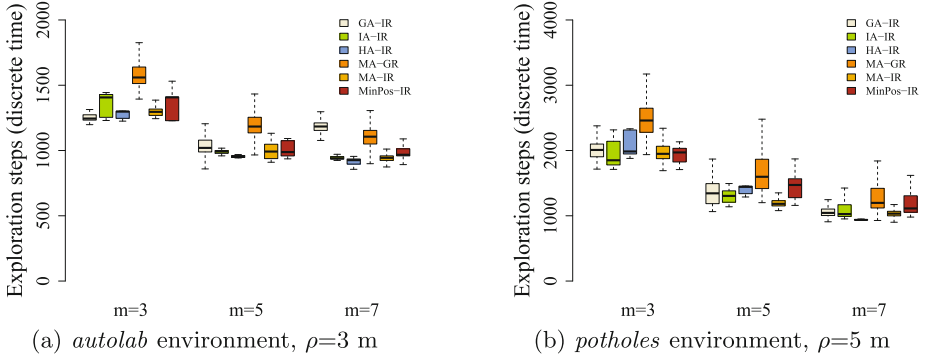 Exploration steps (discrete time)
2000
1500
1000
500
0
GA−IR
IA−IR
HA−IR
MA−GR
MA−IR
MinPos−IR
m=3 m=5 m=7
(a) autolab environment, ρ=3 m
Exploration steps (discrete time)
4000
3000
2000
1000
0
GA−IR
IA−IR
HA−IR
MA−GR
MA−IR
MinPos−IR
m=3 m=5 m=7
(b) potholes environment, ρ=5 m